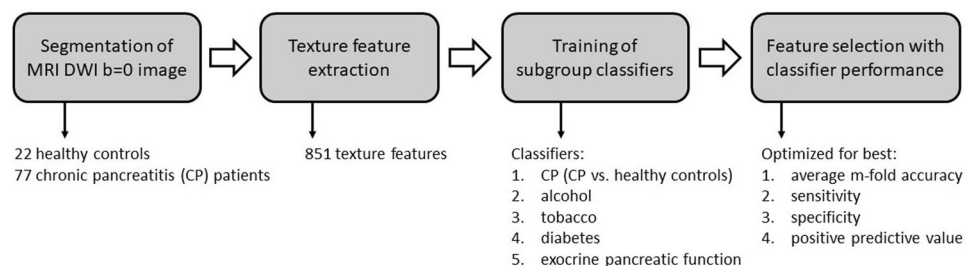 Segmentation of
MRI DWI b=0 image
Texture feature
extraction
Training of
subgroup classifiers
Feature selection with
classifier performance
22 healthy controls
77 chronic pancreatitis (CP) patients
851 texture features
Classifiers:
1. CP (CP vs. healthy controls)
2. alcohol
3. tobacco
4. diabetes
5. exocrine pancreatic function
Optimized for best:
1. average m-fold accuracy
2. sensitivity
3. specificity
4. positive predictive value